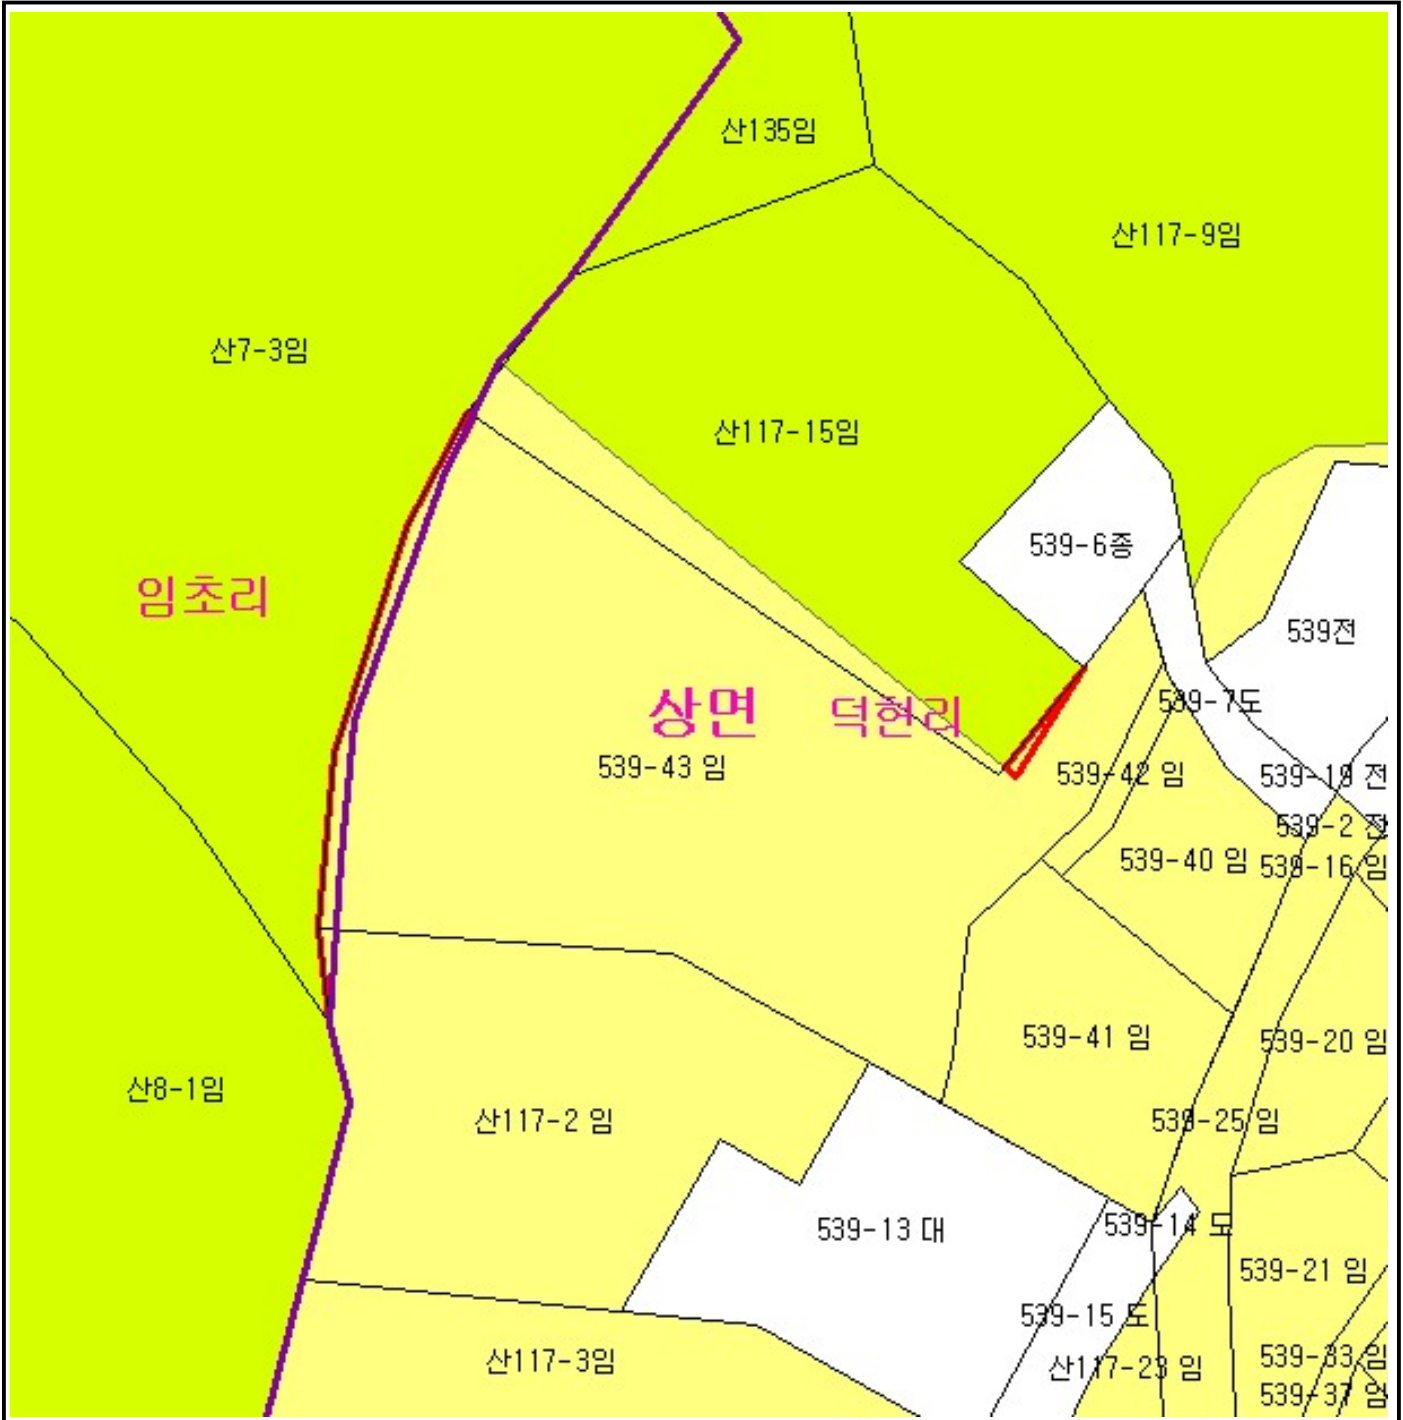 산135임
산117-9임
산7-3임
산117-15임
539-6종
임초리
539전
상면 덕현리
539-7도
539-43 임
539-42 임
539-19 전
539-2 전
539-40 임
539-16 임
539-41 임
539-20 임
산8-1임
산117-2 임
539-25 임
539-13 대
539-14 도
539-21 임
539-15 도
산117-3임
산117-23 임
539-33 임
539-37 임